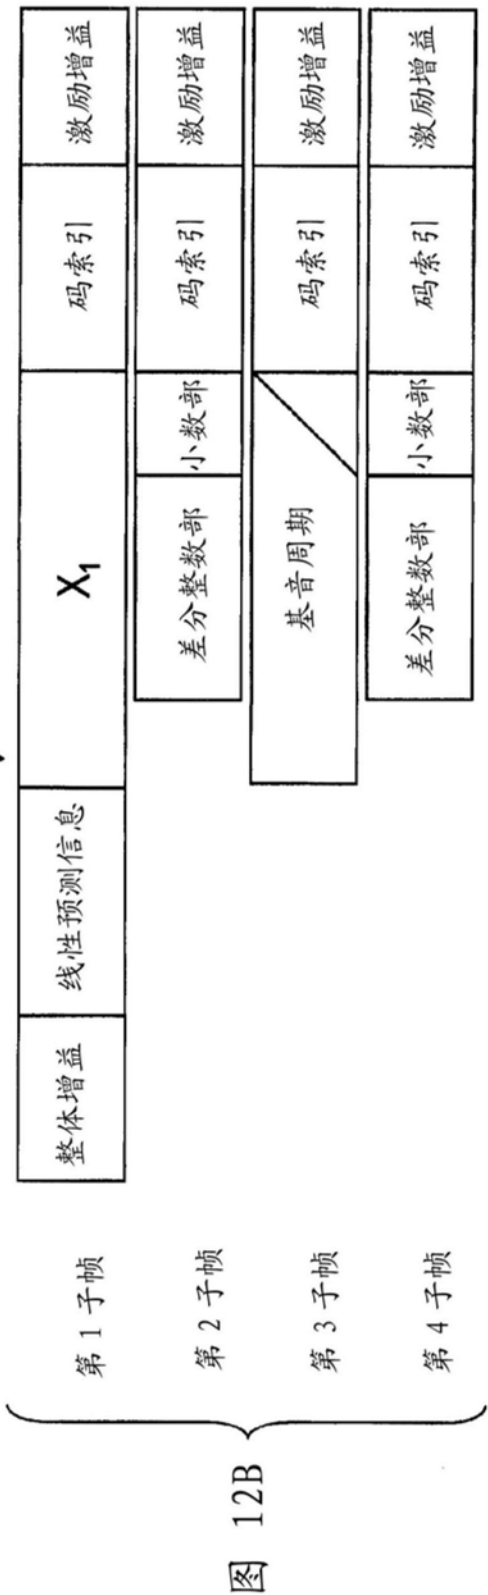 图 12B
第 1 子帧
整体增益
线性预测信息
X₁
码索引
激励增益
第 2 子帧
差分整数部
小数部
码索引
激励增益
第 3 子帧
基音周期
码索引
激励增益
第 4 子帧
差分整数部
小数部
码索引
激励增益